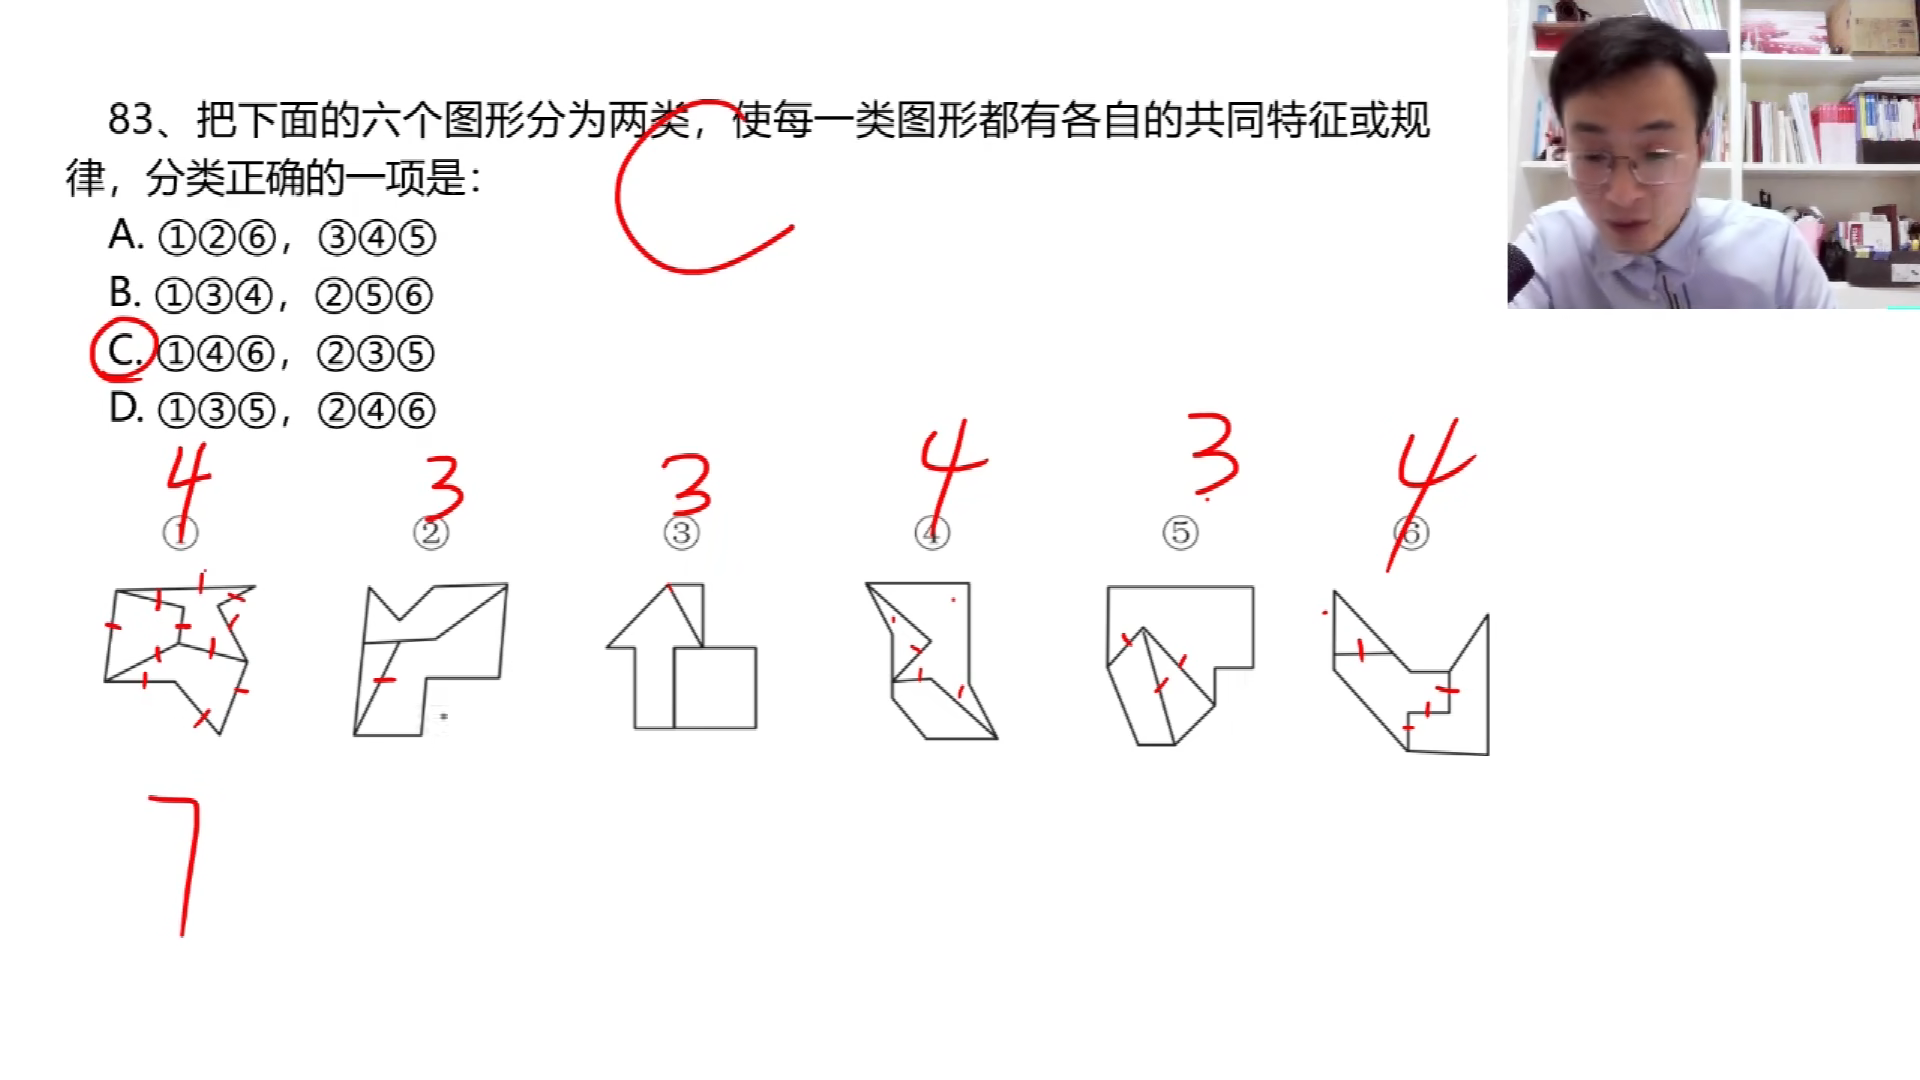 83、把下面的六个图形分为两类，使每一类图形都有各自的共同特征或规
律，分类正确的一项是：
A. ①②⑥，③④⑤
B. ①③④，②⑤⑥
C. ①④⑥，②③⑤
D. ①③⑤，②④⑥
C
4 3 3 4 3 4
① ② ③ ④ ⑤ ⑥
7